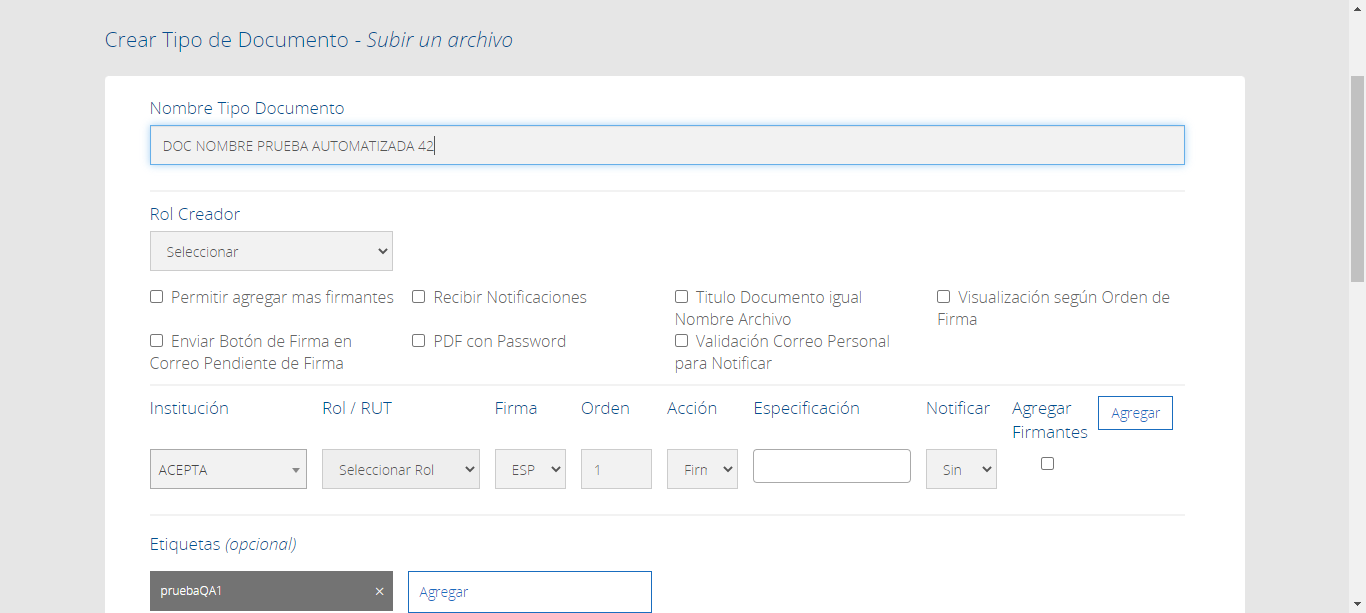 Crear Tipo de Documento - Subir un archivo
Nombre Tipo Documento
DOC NOMBRE PRUEBA AUTOMATIZADA 42
Rol Creador
Seleccionar
Permitir agregar mas firmantes
Recibir Notificaciones
Titulo Documento igual
Nombre Archivo
Visualización según Orden de
Firma
Enviar Botón de Firma en
Correo Pendiente de Firma
PDF con Password
Validación Correo Personal
para Notificar
Institución
Rol / RUT
Firma
Orden
Acción
Especificación
Notificar
Agregar
Firmantes
Agregar
ACEPTA
Seleccionar Rol
ESP
1
Firn
Sin
Etiquetas (opcional)
pruebaQA1 ×
Agregar